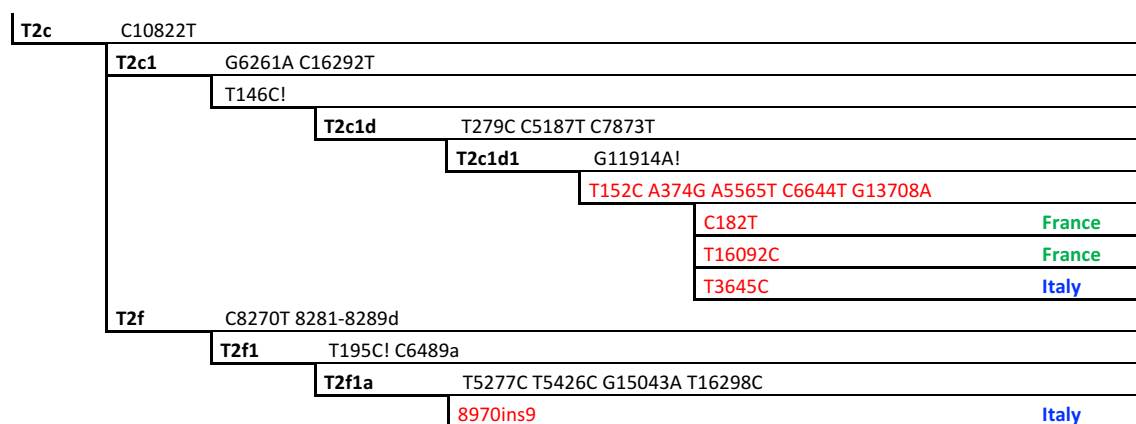 T2c C10822T
T2c1 G6261A C16292T
T146C!
T2c1d T279C C5187T C7873T
T2c1d1 G11914A!
T152C A374G A5565T C6644T G13708A
C182T France
T16092C France
T3645C Italy
T2f C8270T 8281-8289d
T2f1 T195C! C6489a
T2f1a T5277C T5426C G15043A T16298C
8970ins9 Italy